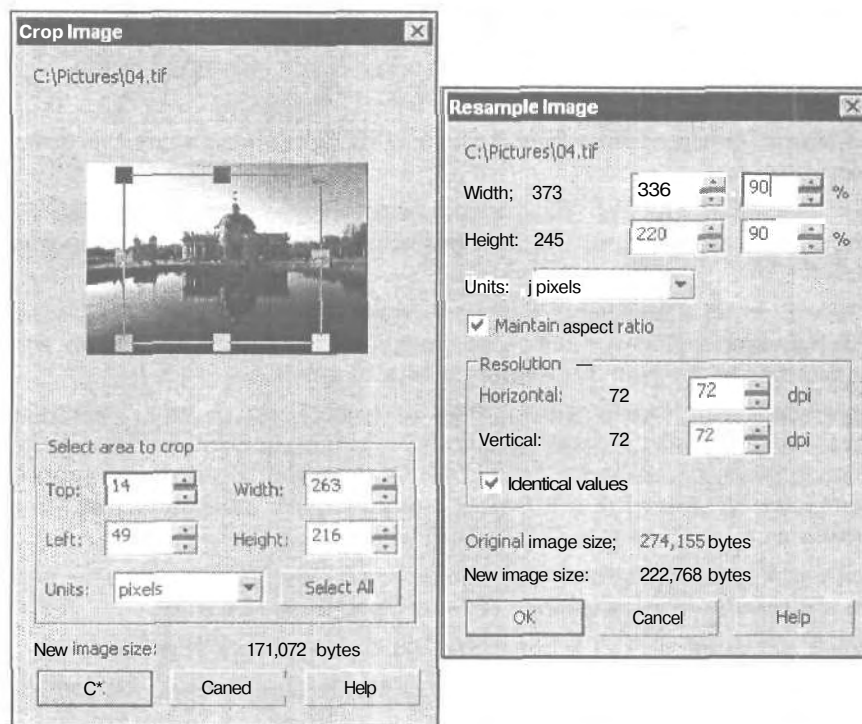 Crop Image
C:\Pictures\04.tif
Select area to crop
Top: 14 Width: 263
Left: 49 Height: 216
Units: pixels Select All
New image size: 171,072 bytes
C* Caned Help
Resample Image
C:\Pictures\04.tif
Width; 373 336 90 %
Height: 245 220 90 %
Units: j pixels
Maintain aspect ratio
Resolution —
Horizontal: 72 72 dpi
Vertical: 72 72 dpi
Identical values
Original image size; 274,155 bytes
New image size: 222,768 bytes
OK Cancel Help